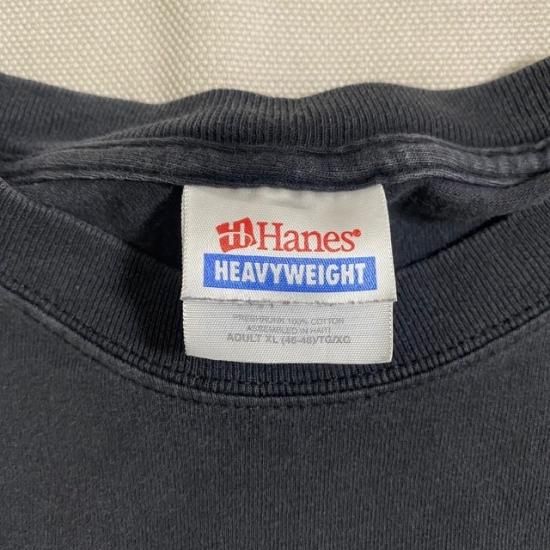 Hanes®
HEAVYWEIGHT
PRESHRUNK 100% COTTON
ASSEMBLED IN HAITI
ADULT XL (46-48)/TG/XG